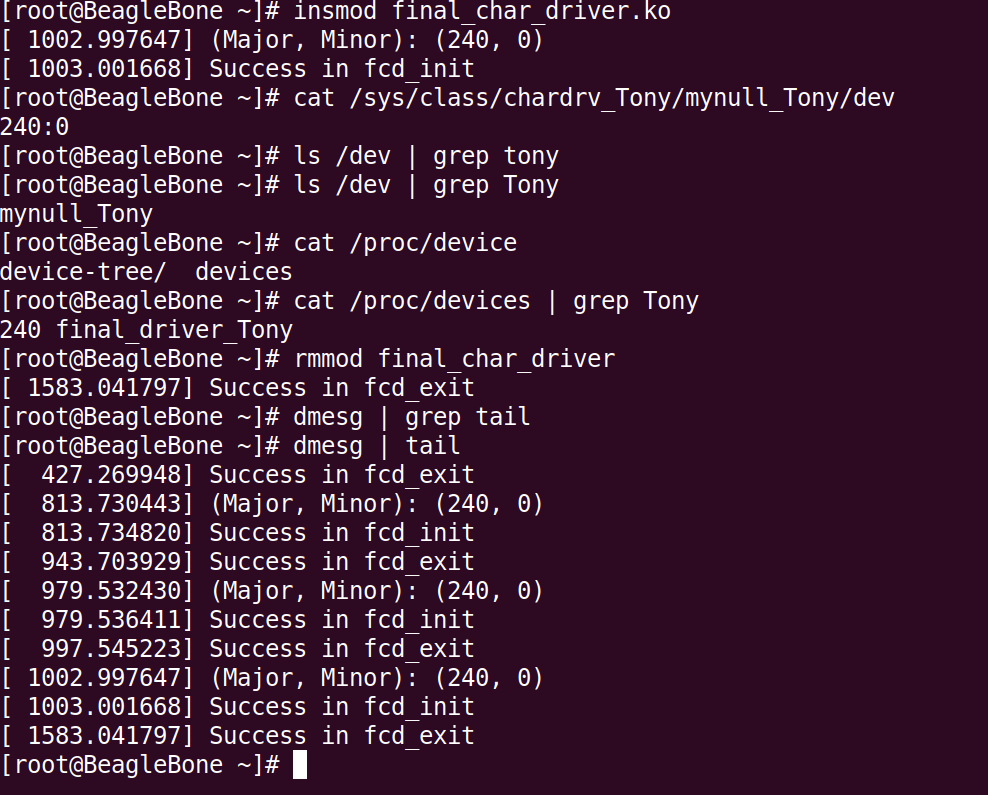 [root@BeagleBone ~]# insmod final_char_driver.ko
[ 1002.997647] (Major, Minor): (240, 0)
[ 1003.001668] Success in fcd_init
[root@BeagleBone ~]# cat /sys/class/chardrv_Tony/mynull_Tony/dev
240:0
[root@BeagleBone ~]# ls /dev | grep tony
[root@BeagleBone ~]# ls /dev | grep Tony
mynull_Tony
[root@BeagleBone ~]# cat /proc/device
device-tree/  devices
[root@BeagleBone ~]# cat /proc/devices | grep Tony
240 final_driver_Tony
[root@BeagleBone ~]# rmmod final_char_driver
[ 1583.041797] Success in fcd_exit
[root@BeagleBone ~]# dmesg | grep tail
[root@BeagleBone ~]# dmesg | tail
[  427.269948] Success in fcd_exit
[  813.730443] (Major, Minor): (240, 0)
[  813.734820] Success in fcd_init
[  943.703929] Success in fcd_exit
[  979.532430] (Major, Minor): (240, 0)
[  979.536411] Success in fcd_init
[  997.545223] Success in fcd_exit
[ 1002.997647] (Major, Minor): (240, 0)
[ 1003.001668] Success in fcd_init
[ 1583.041797] Success in fcd_exit
[root@BeagleBone ~]#